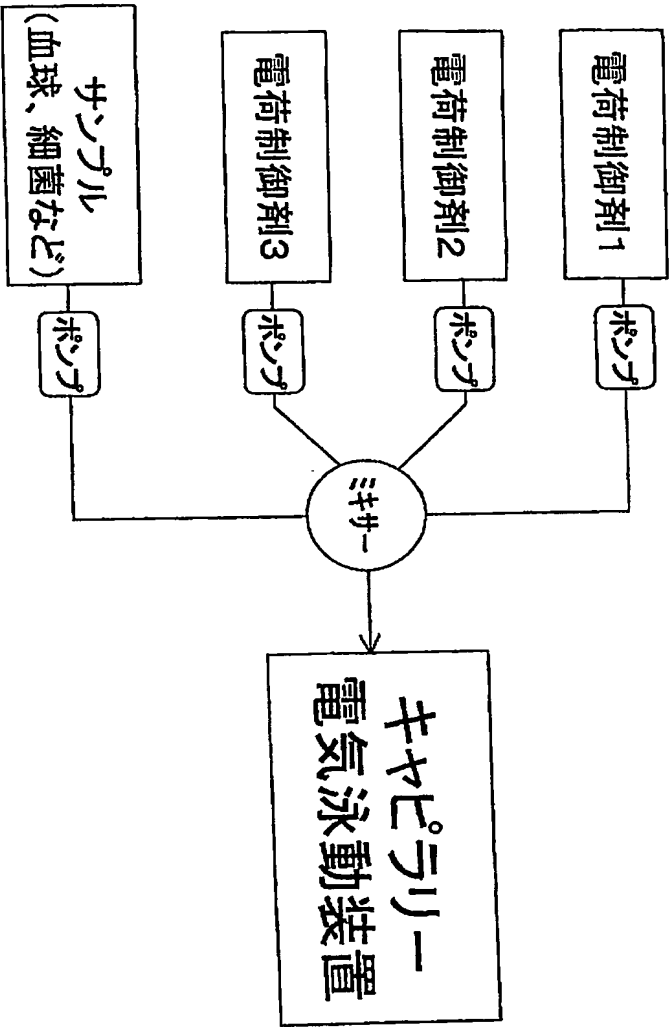 電荷制御剤1
ポンプ
電荷制御剤2
ポンプ
電荷制御剤3
ポンプ
サンプル
(血球、細菌など)
ポンプ
ミキサー
キャピラリー
電気泳動装置